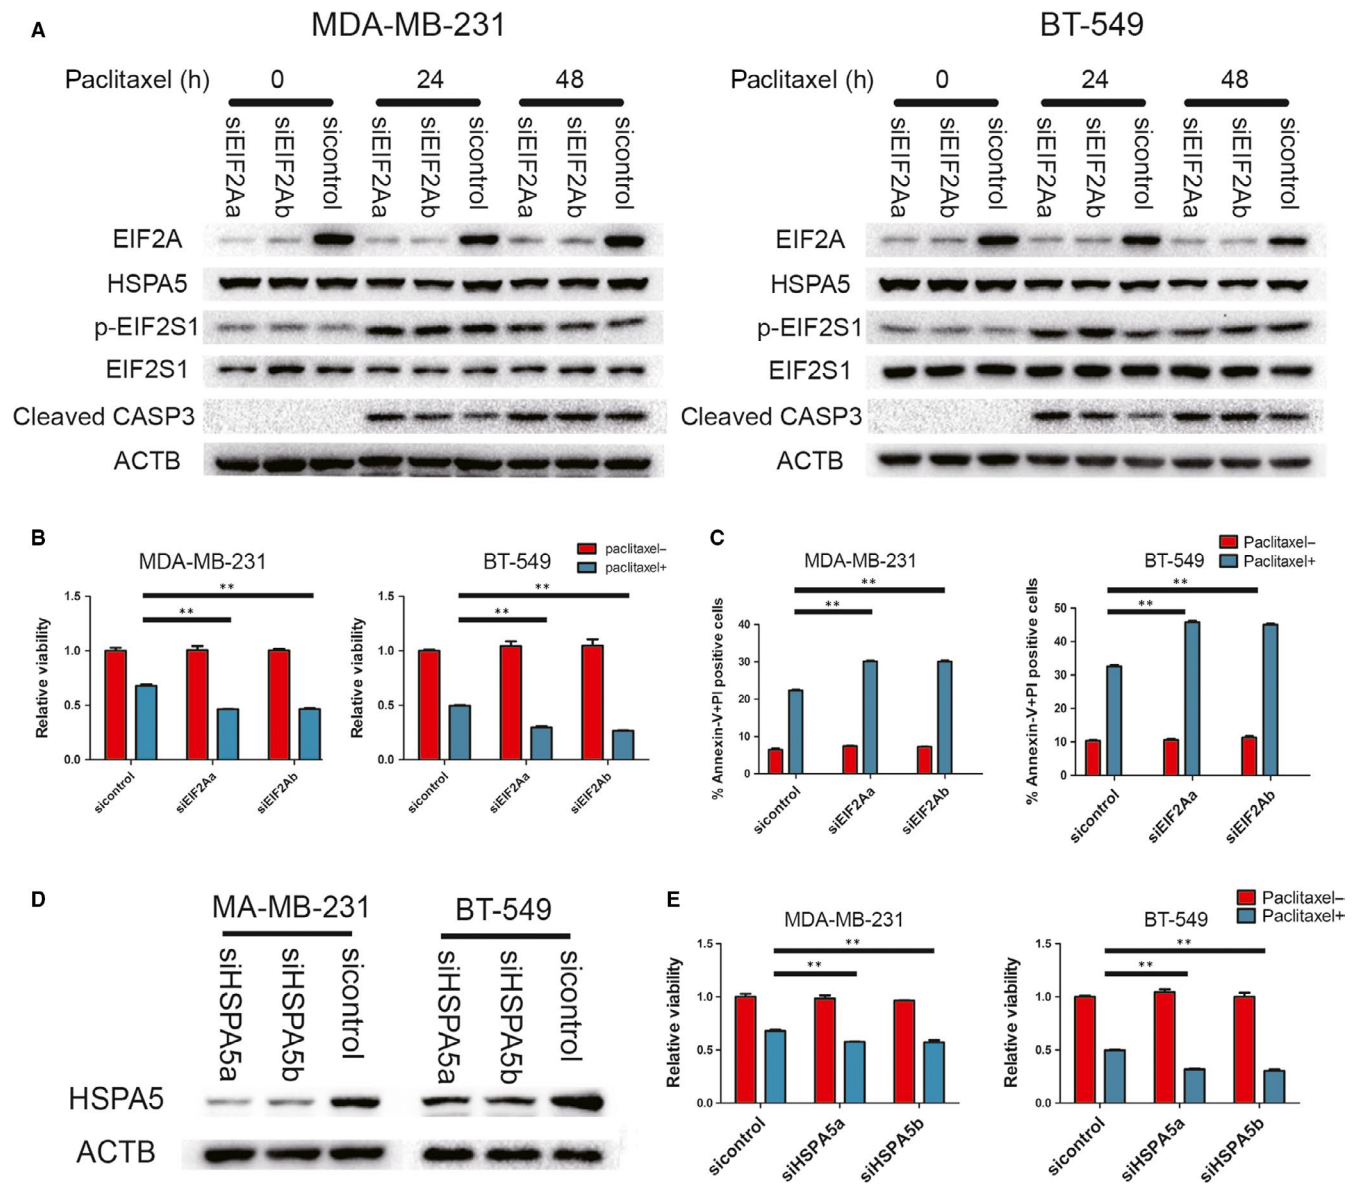 A
MDA-MB-231
BT-549
Paclitaxel (h) 0 24 48
Paclitaxel (h) 0 24 48
siEIF2Aa siEIF2Ab sicontrol siEIF2Aa siEIF2Ab sicontrol siEIF2Aa siEIF2Ab sicontrol
siEIF2Aa siEIF2Ab sicontrol siEIF2Aa siEIF2Ab sicontrol siEIF2Aa siEIF2Ab sicontrol
EIF2A
HSPA5
p-EIF2S1
EIF2S1
Cleaved CASP3
ACTB
EIF2A
HSPA5
p-EIF2S1
EIF2S1
Cleaved CASP3
ACTB
B
MDA-MB-231
BT-549
paclitaxel–
paclitaxel+
**
**
**
**
Relative viability
1.5
1.0
0.5
0.0
sicontrol siEIF2Aa siEIF2Ab
Relative viability
1.5
1.0
0.5
0.0
sicontrol siEIF2Aa siEIF2Ab
C
MDA-MB-231
BT-549
Paclitaxel–
Paclitaxel+
**
**
**
**
% Annexin-V+PI positive cells
40
30
20
10
0
sicontrol siEIF2Aa siEIF2Ab
% Annexin-V+PI positive cells
50
40
30
20
10
0
sicontrol siEIF2Aa siEIF2Ab
D
MA-MB-231
BT-549
siHSPA5a siHSPA5b sicontrol
siHSPA5a siHSPA5b sicontrol
HSPA5
ACTB
E
MDA-MB-231
BT-549
Paclitaxel–
Paclitaxel+
**
**
**
**
Relative viability
1.5
1.0
0.5
0.0
sicontrol siHSPA5a siHSPA5b
Relative viability
1.5
1.0
0.5
0.0
sicontrol siHSPA5a siHSPA5b